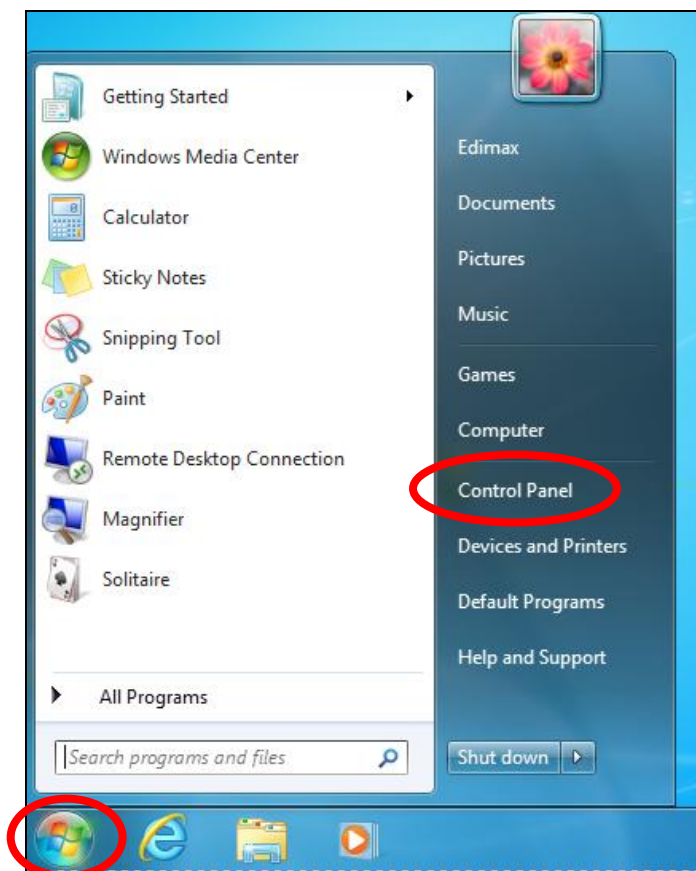 Getting Started
Windows Media Center
Calculator
Sticky Notes
Snipping Tool
Paint
Remote Desktop Connection
Magnifier
Solitaire
All Programs
Search programs and files
Edimax
Documents
Pictures
Music
Games
Computer
Control Panel
Devices and Printers
Default Programs
Help and Support
Shut down